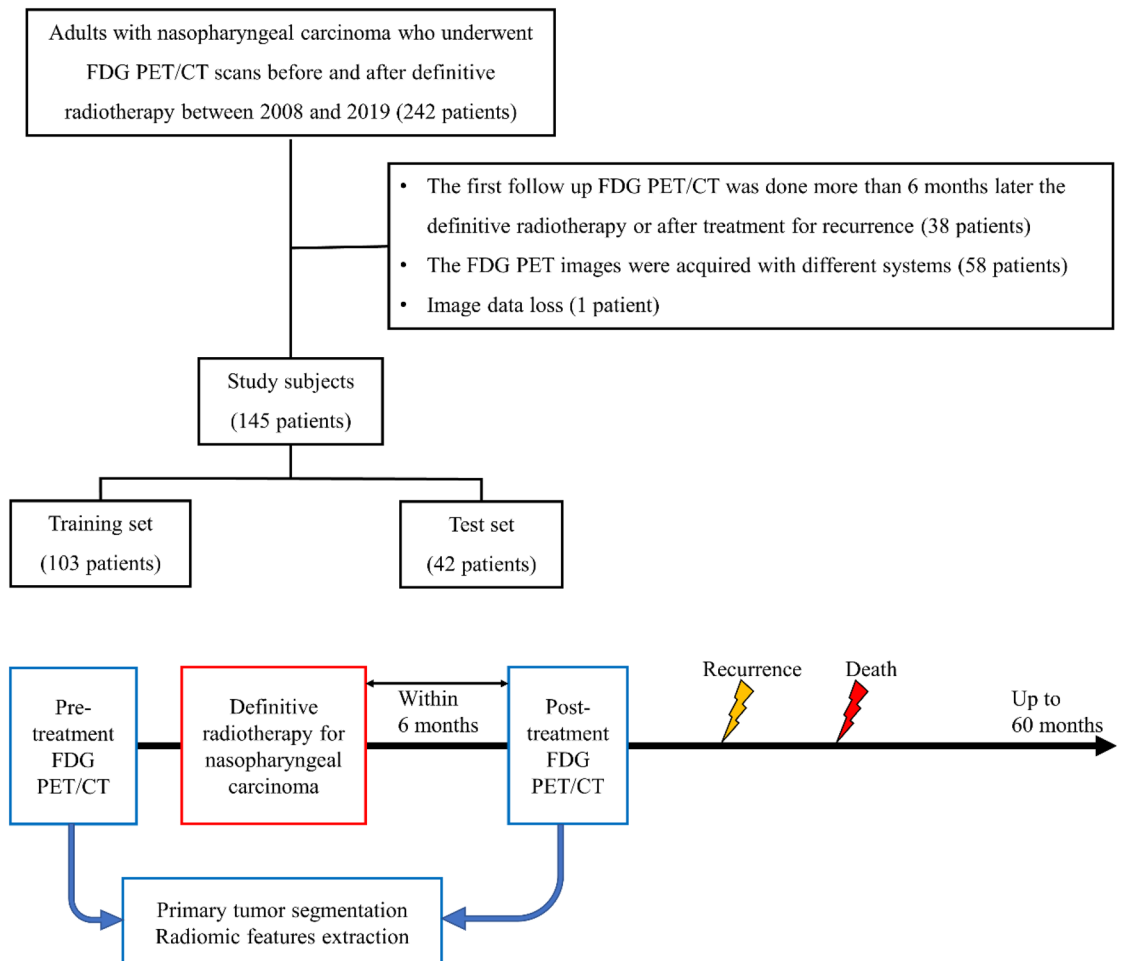 Adults with nasopharyngeal carcinoma who underwent
FDG PET/CT scans before and after definitive
radiotherapy between 2008 and 2019 (242 patients)
• The first follow up FDG PET/CT was done more than 6 months later the
definitive radiotherapy or after treatment for recurrence (38 patients)
• The FDG PET images were acquired with different systems (58 patients)
• Image data loss (1 patient)
Study subjects
(145 patients)
Training set
(103 patients)
Test set
(42 patients)
Pre-
treatment
FDG
PET/CT
Definitive
radiotherapy for
nasopharyngeal
carcinoma
Within
6 months
Post-
treatment
FDG
PET/CT
Recurrence
Death
Up to
60 months
Primary tumor segmentation
Radiomic features extraction